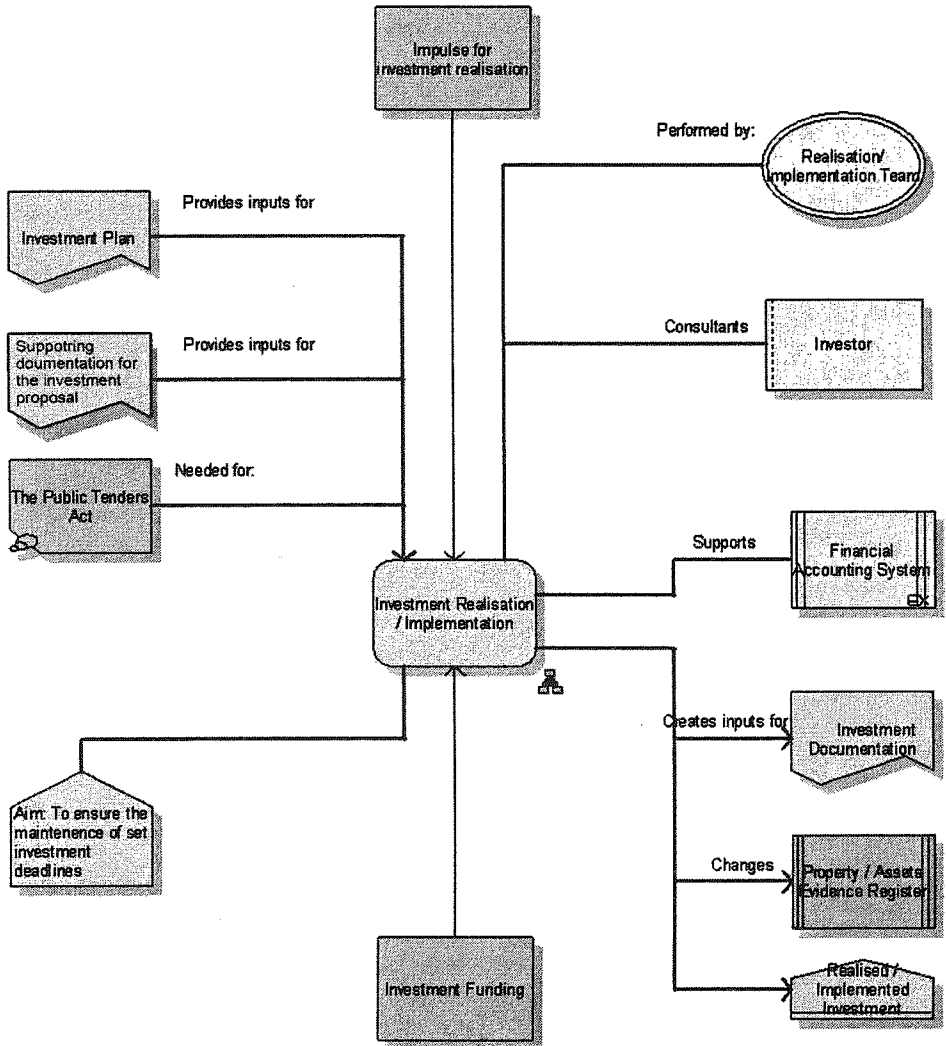 Impulse for
investment realisation
Performed by:
Realisation/
Implementation Team
Provides inputs for
Investment Plan
Consultants
Investor
Provides inputs for
Suppotring
doumentation for
the investment
proposal
Needed for:
The Public Tenders
Act
Supports
Financial
Accounting System
EX
Investment Realisation
/ Implementation
Creates inputs for
Investment
Documentation
Aim: To ensure the
maintenence of set
investment
deadlines
Changes
Property / Assets
Evidence Register
Investment Funding
Realised /
Implemented
Investment